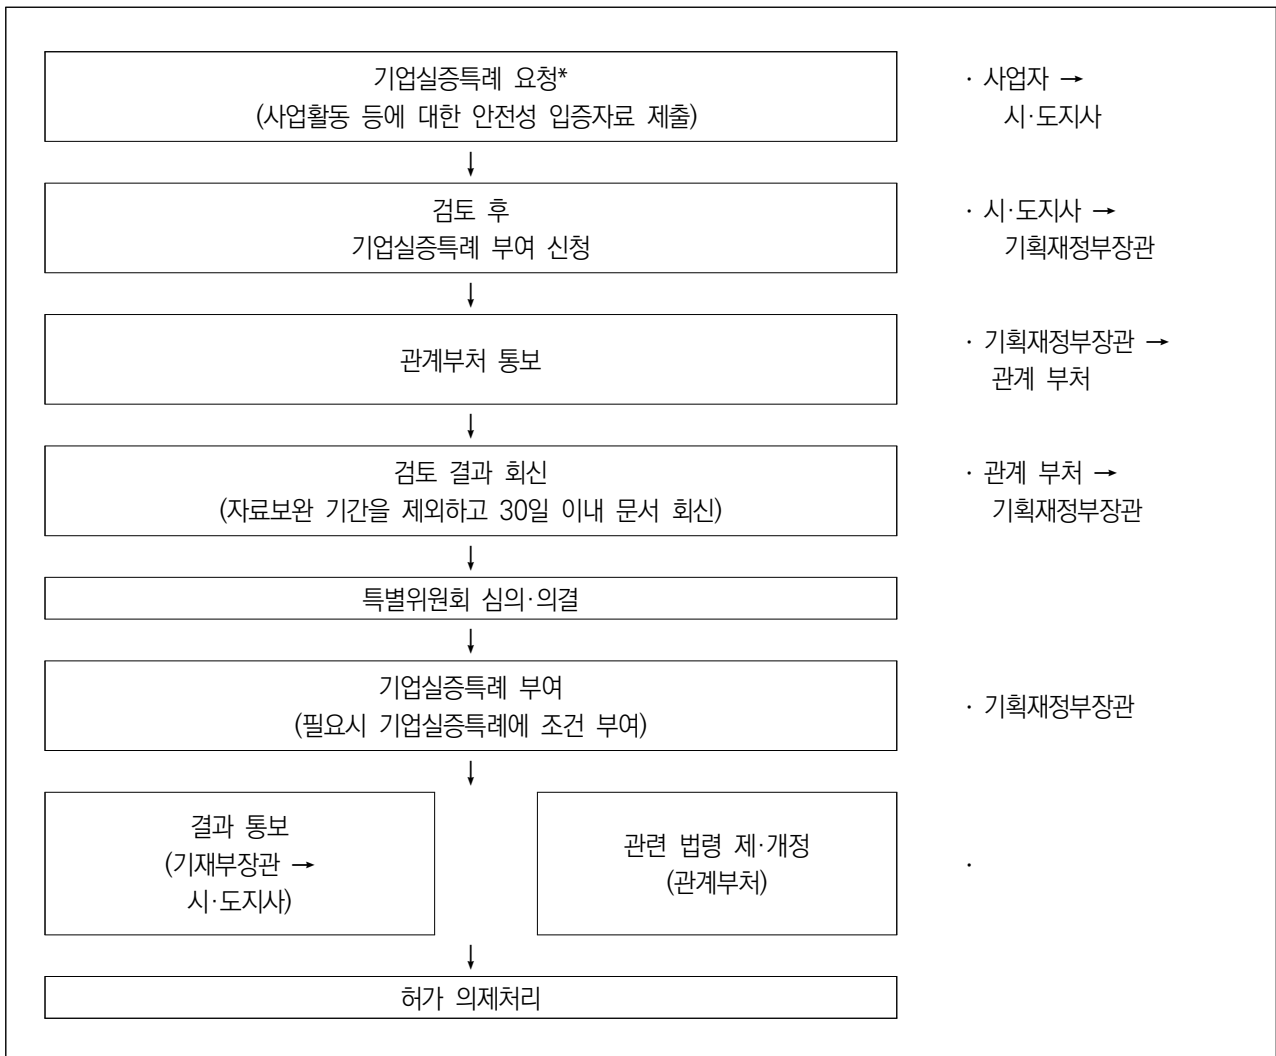 기업실증특례 요청*
(사업활동 등에 대한 안전성 입증자료 제출)
· 사업자 →
시·도지사
↓
검토 후
기업실증특례 부여 신청
· 시·도지사 →
기획재정부장관
↓
관계부처 통보
· 기획재정부장관 →
관계 부처
↓
검토 결과 회신
(자료보완 기간을 제외하고 30일 이내 문서 회신)
· 관계 부처 →
기획재정부장관
↓
특별위원회 심의·의결
↓
기업실증특례 부여
(필요시 기업실증특례에 조건 부여)
· 기획재정부장관
↓
결과 통보
(기재부장관 →
시·도지사)
관련 법령 제·개정
(관계부처)
·
↓
허가 의제처리